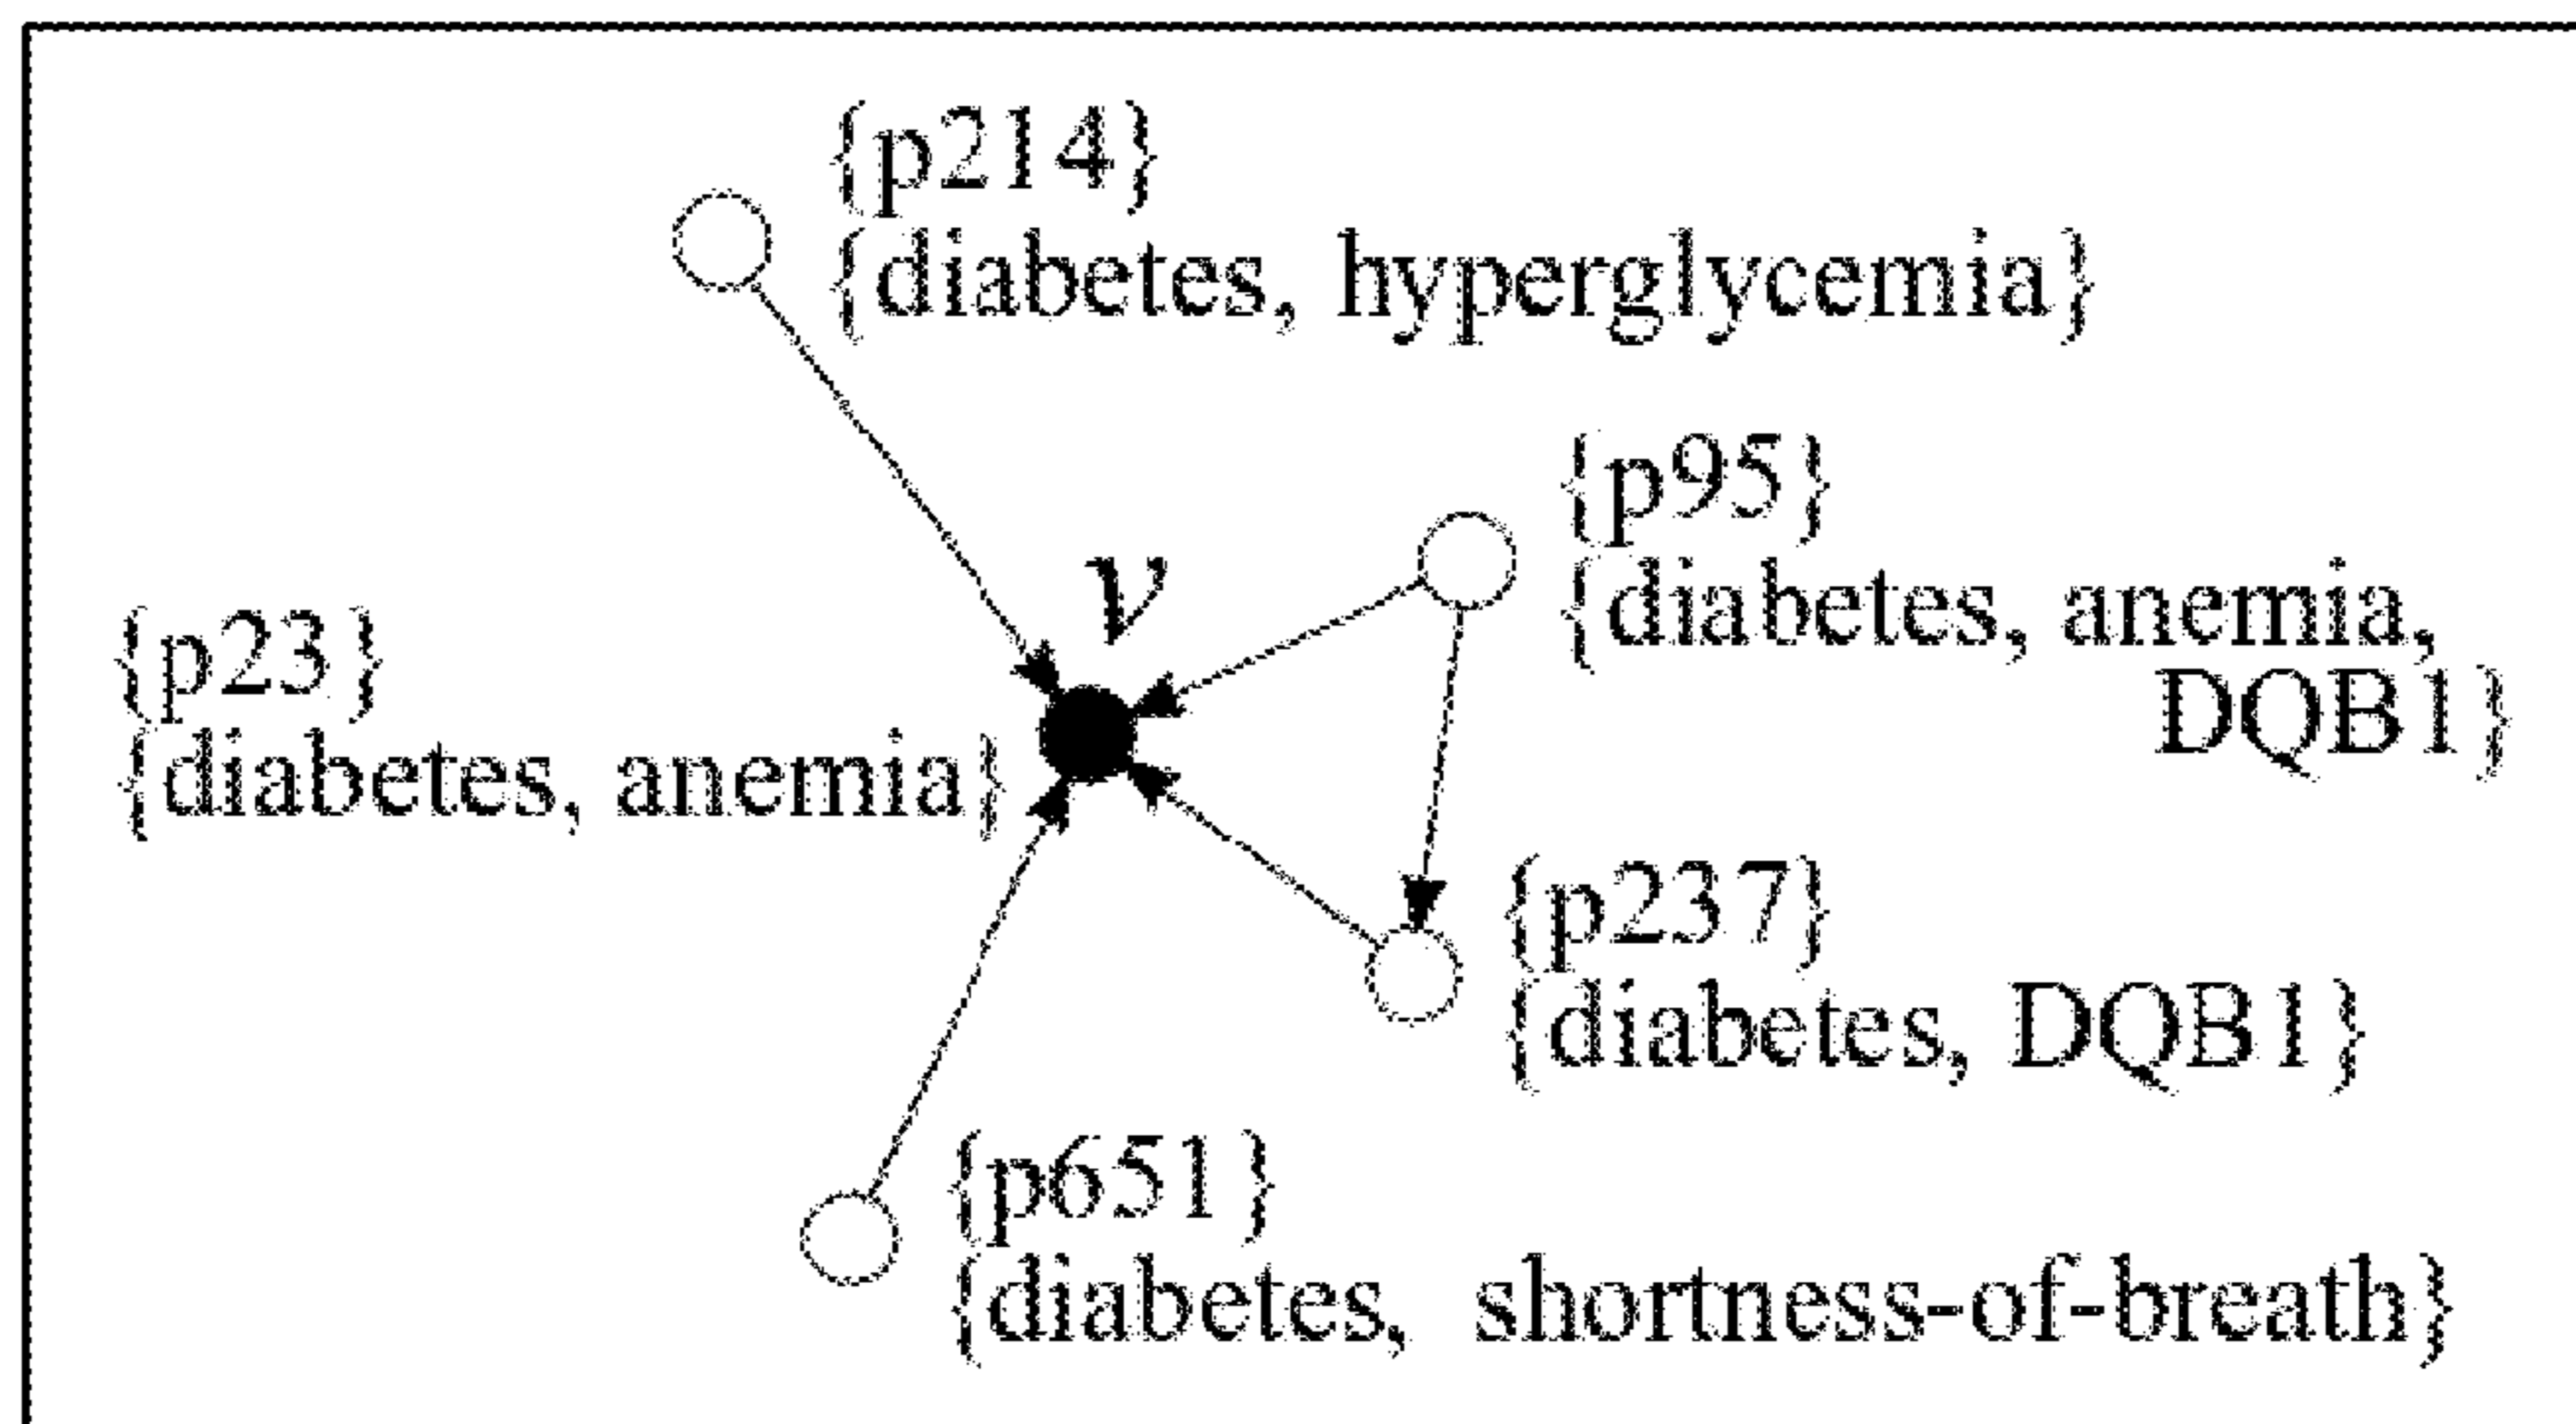 {p214}
{diabetes, hyperglycemia}
{p95}
{diabetes, anemia,
DQB1}
v
{p23}
{diabetes, anemia}
{p237}
{diabetes, DQB1}
{p651}
{diabetes, shortness-of-breath}